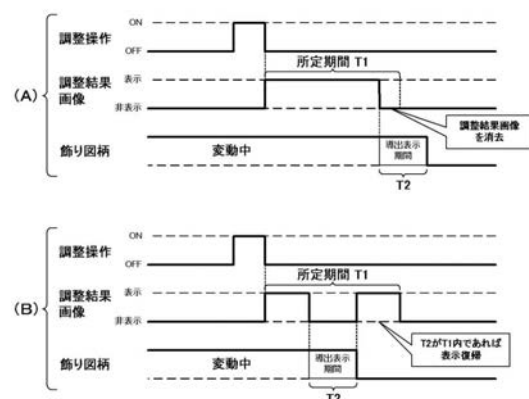 (A)
調整操作
ON
OFF
所定期間 T1
調整結果
画像
表示
非表示
調整結果画像
を消去
飾り図柄
変動中
導出表示
期間
T2
(B)
調整操作
ON
OFF
所定期間 T1
調整結果
画像
表示
非表示
T2がT1内であれば
表示復帰
飾り図柄
変動中
導出表示
期間
T2